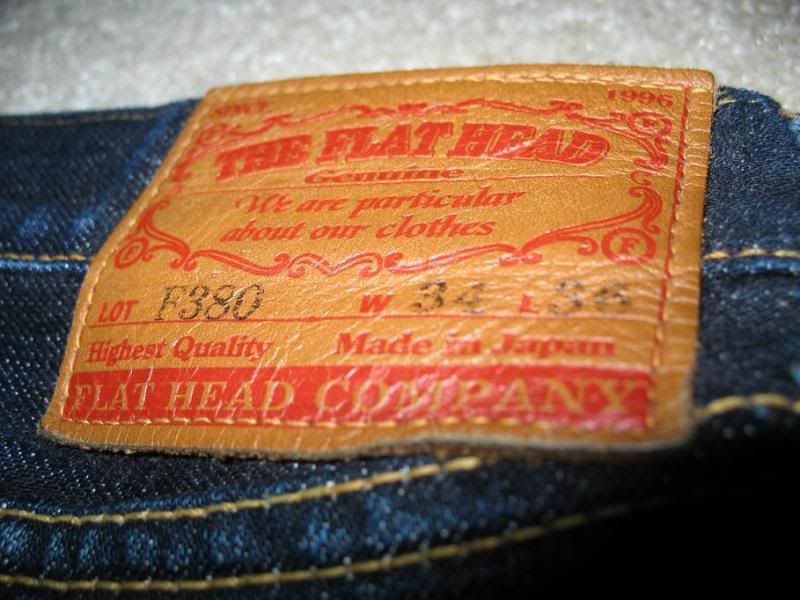 SINCE 1996
THE FLAT HEAD
Genuine
We are particular
about our clothes
F F
LOT F380 W 34 L 36
Highest Quality Made in Japan
FLAT HEAD COMPANY